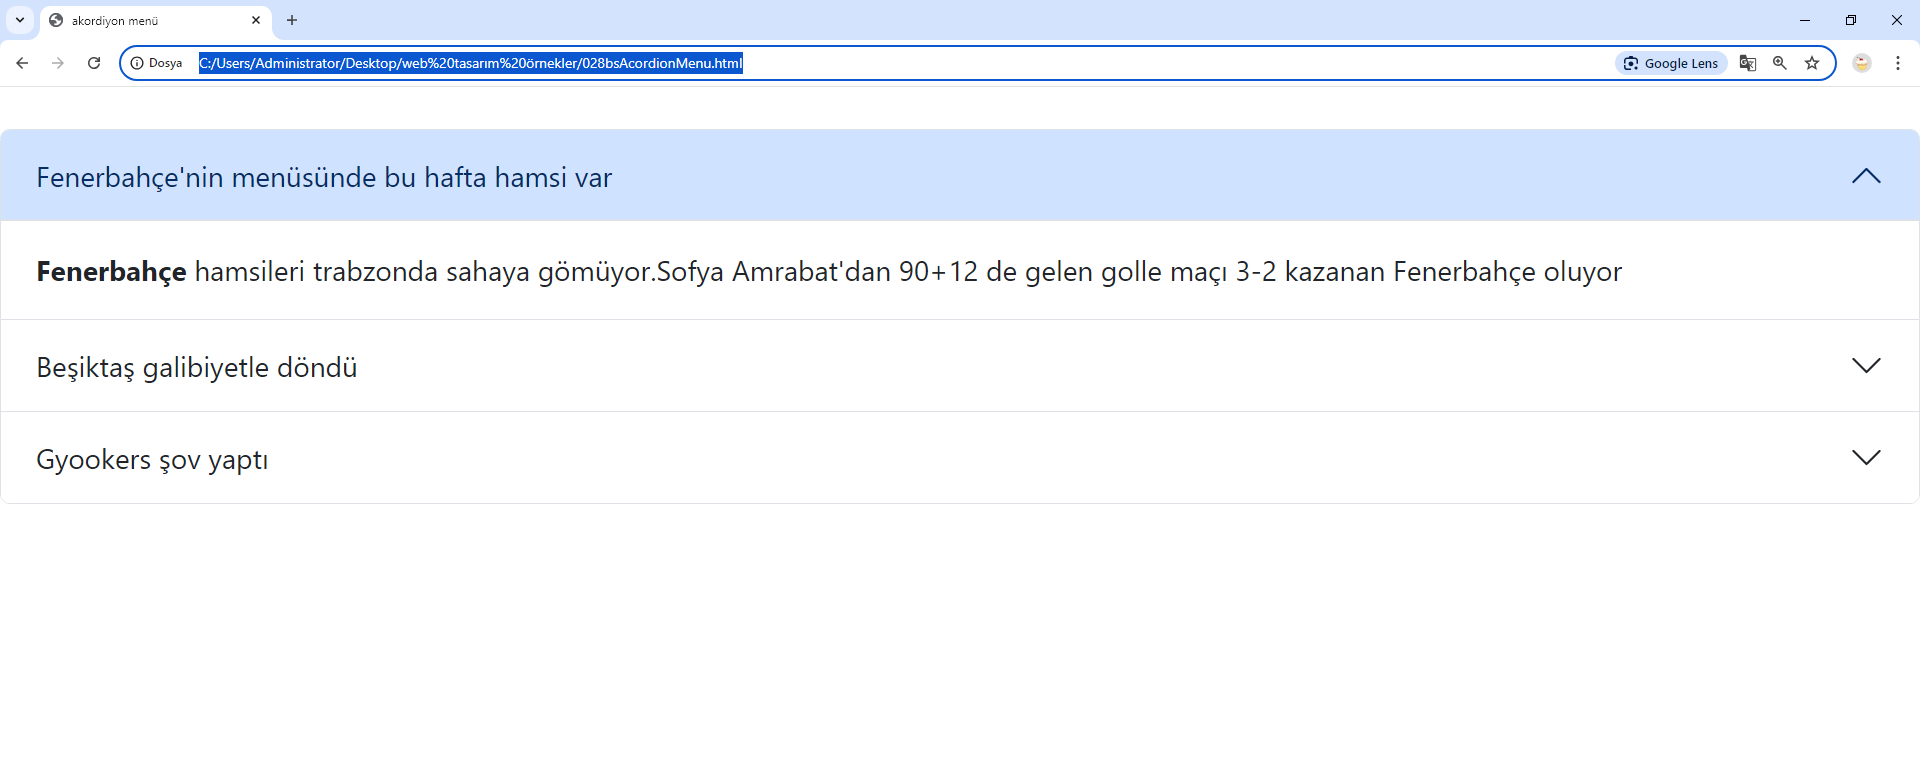 akordiyon menü
Dosya
C:/Users/Administrator/Desktop/web%20tasarım%20örnekler/028bsAcordionMenu.html
Google Lens
Fenerbahçe'nin menüsünde bu hafta hamsi var
Fenerbahçe hamsileri trabzonda sahaya gömüyor.Sofya Amrabat'dan 90+12 de gelen golle maçı 3-2 kazanan Fenerbahçe oluyor
Beşiktaş galibiyetle döndü
Gyookers şov yaptı